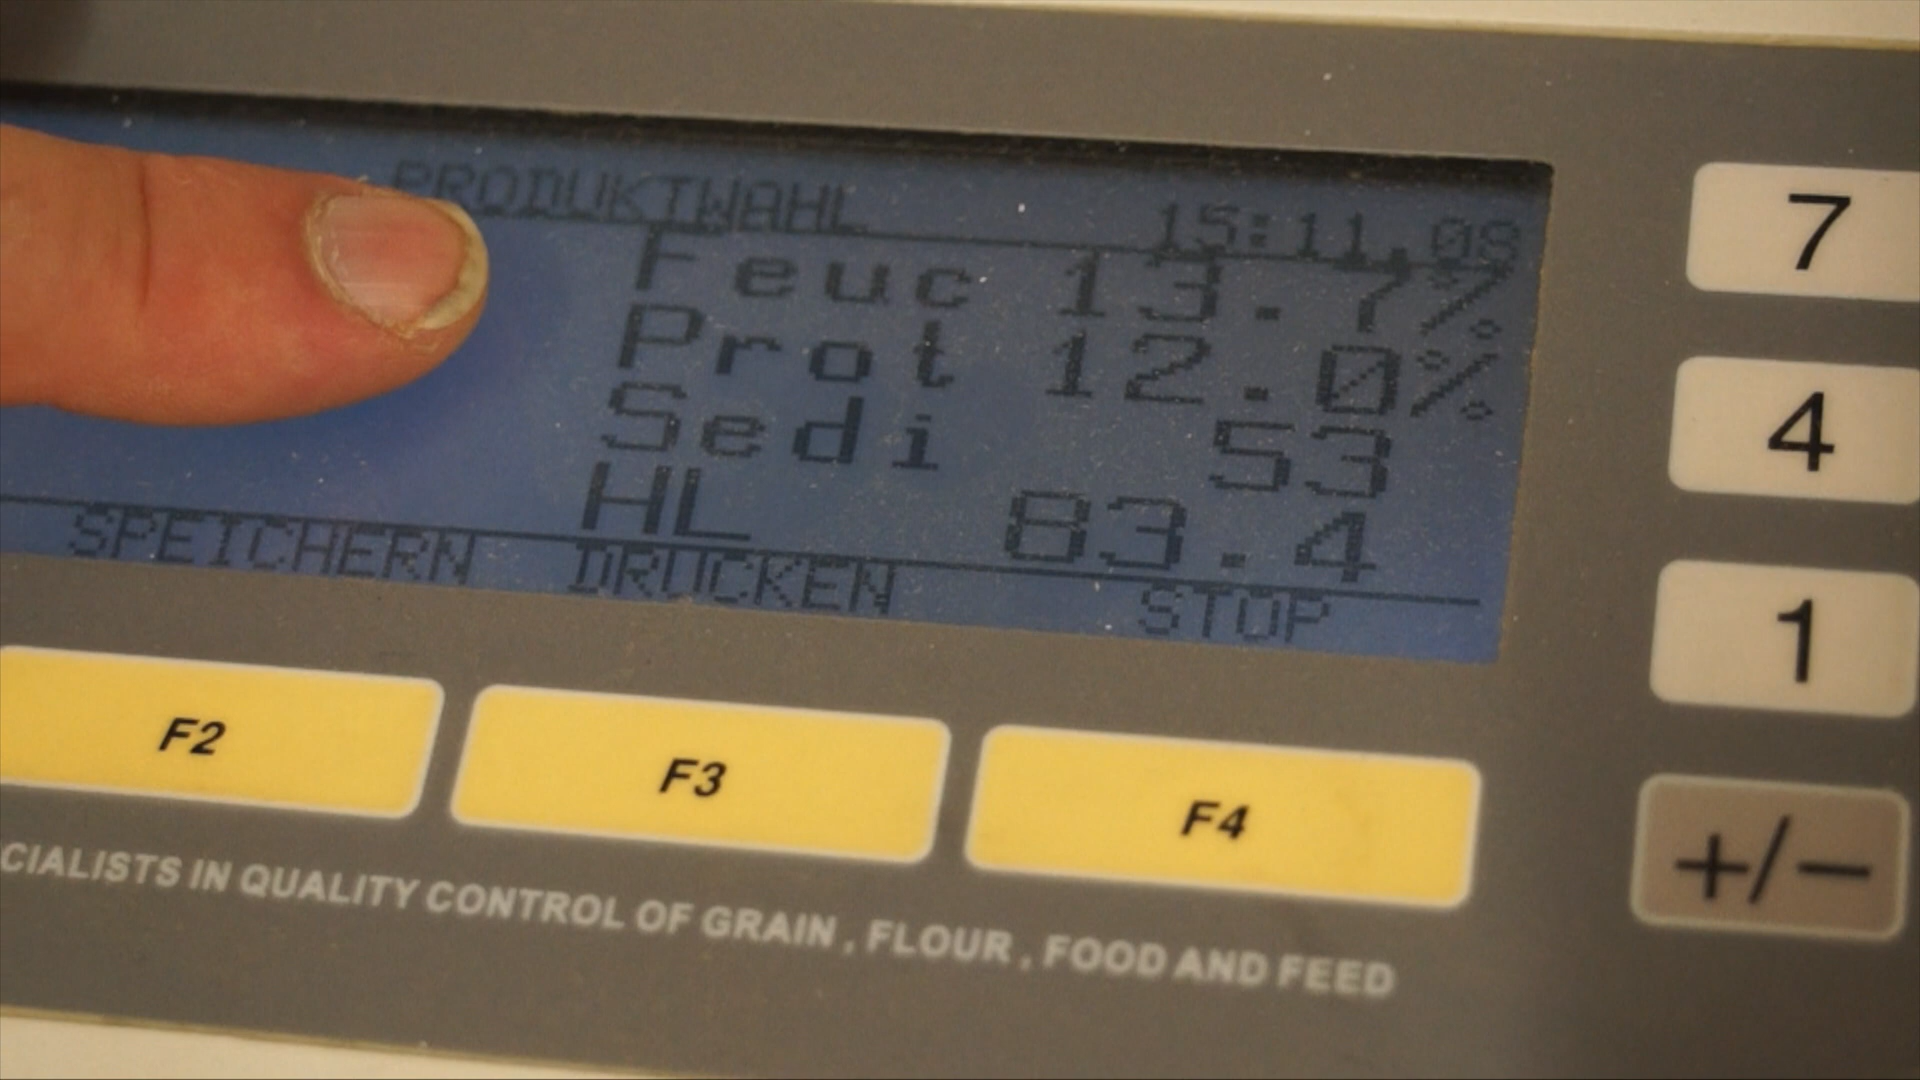 PRODUKTWAHL 15:11,08
Feuc 13.7%
Prot 12.0%
Sedi 53
HL 83.4
SPEICHERN DRUCKEN STOP
F2 F3 F4
7
4
1
+/−
CIALISTS IN QUALITY CONTROL OF GRAIN, FLOUR, FOOD AND FEED